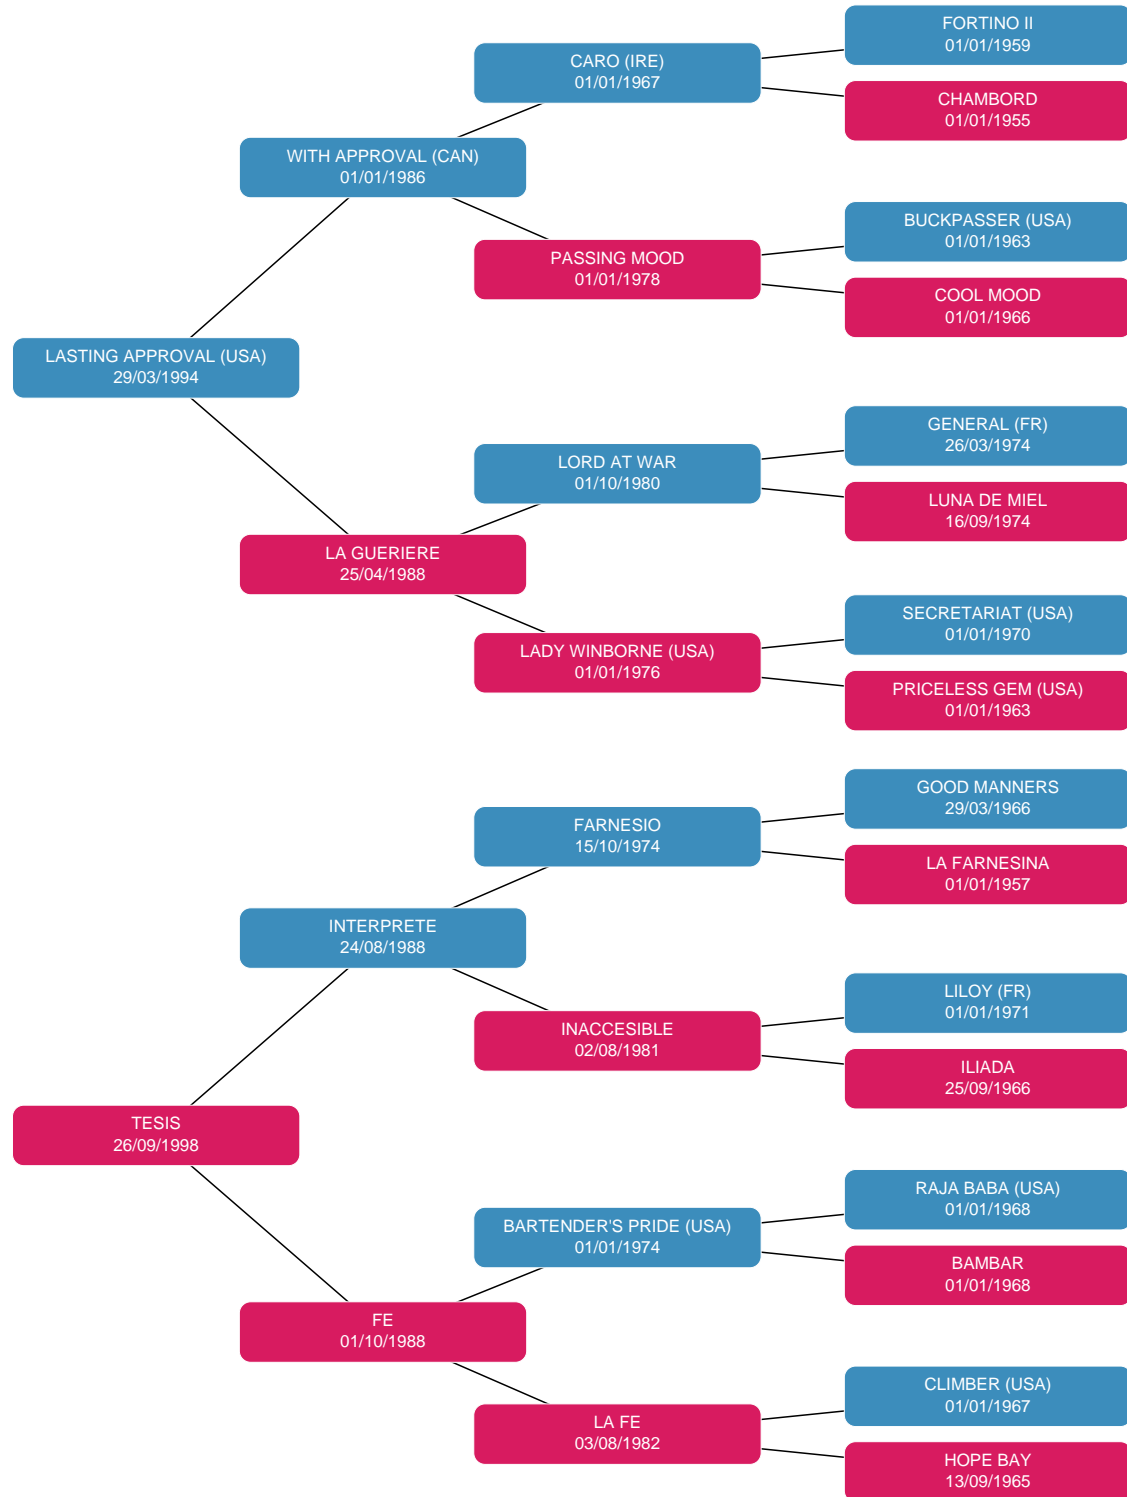 FORTINO II
01/01/1959
CARO (IRE)
01/01/1967
CHAMBORD
01/01/1955
WITH APPROVAL (CAN)
01/01/1986
BUCKPASSER (USA)
01/01/1963
PASSING MOOD
01/01/1978
COOL MOOD
01/01/1966
LASTING APPROVAL (USA)
29/03/1994
GENERAL (FR)
26/03/1974
LORD AT WAR
01/10/1980
LUNA DE MIEL
16/09/1974
LA GUERIERE
25/04/1988
SECRETARIAT (USA)
01/01/1970
LADY WINBORNE (USA)
01/01/1976
PRICELESS GEM (USA)
01/01/1963
GOOD MANNERS
29/03/1966
FARNESIO
15/10/1974
LA FARNESINA
01/01/1957
INTERPRETE
24/08/1988
LILOY (FR)
01/01/1971
INACCESIBLE
02/08/1981
ILIADA
25/09/1966
TESIS
26/09/1998
RAJA BABA (USA)
01/01/1968
BARTENDER'S PRIDE (USA)
01/01/1974
BAMBAR
01/01/1968
FE
01/10/1988
CLIMBER (USA)
01/01/1967
LA FE
03/08/1982
HOPE BAY
13/09/1965